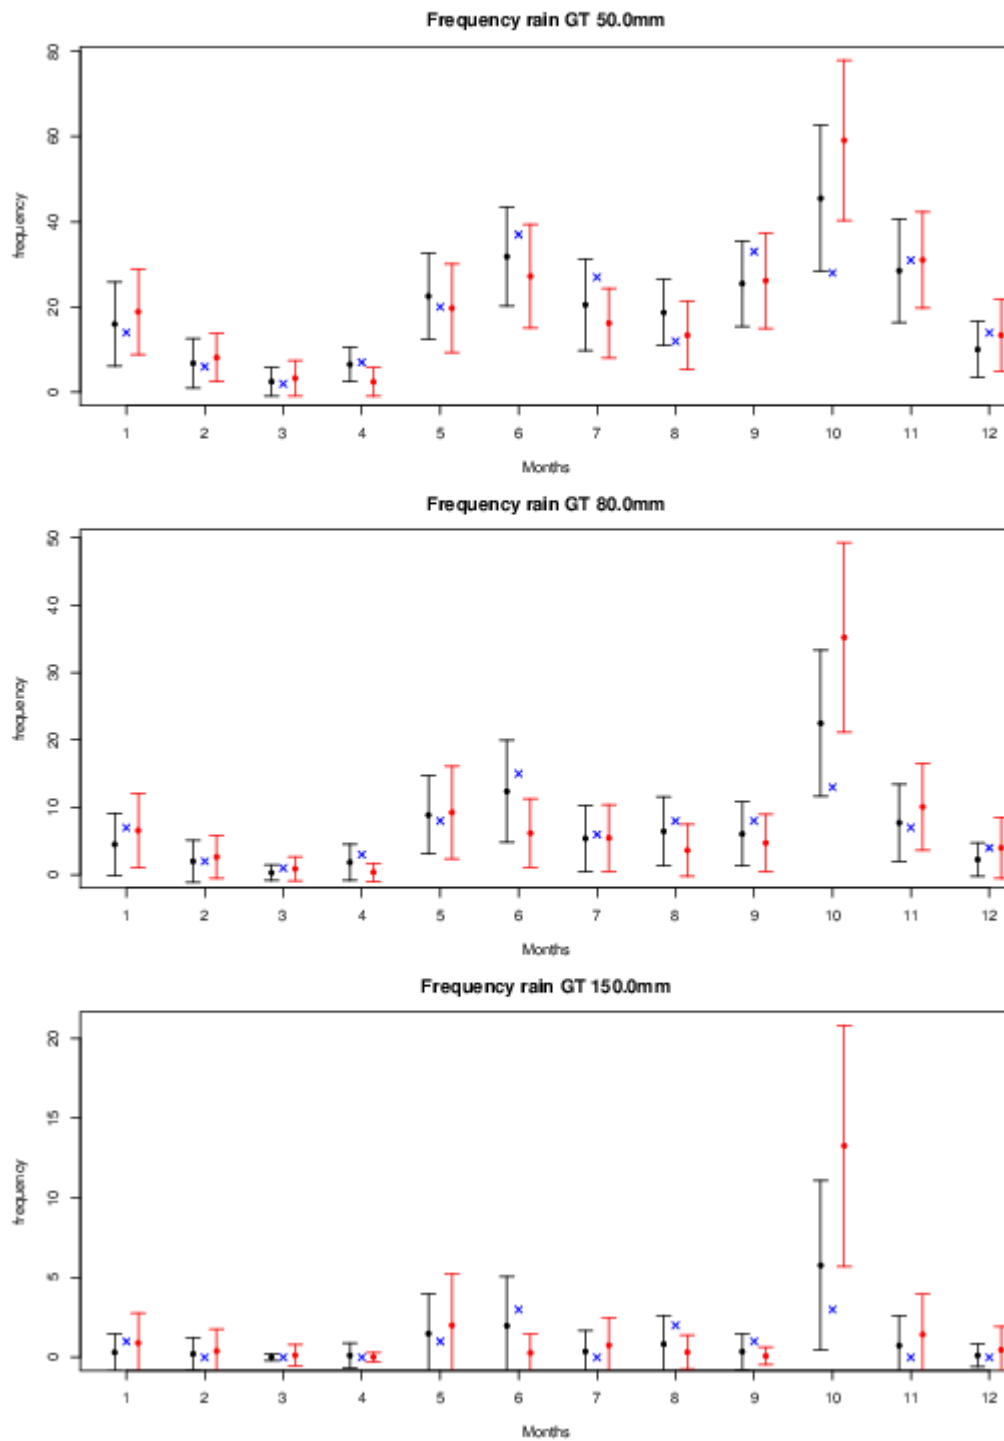 Frequency rain GT 50.0mm
80
60
40
20
0
frequency
1 2 3 4 5 6 7 8 9 10 11 12
Months
Frequency rain GT 80.0mm
50
40
30
20
10
0
frequency
1 2 3 4 5 6 7 8 9 10 11 12
Months
Frequency rain GT 150.0mm
20
15
10
5
0
frequency
1 2 3 4 5 6 7 8 9 10 11 12
Months